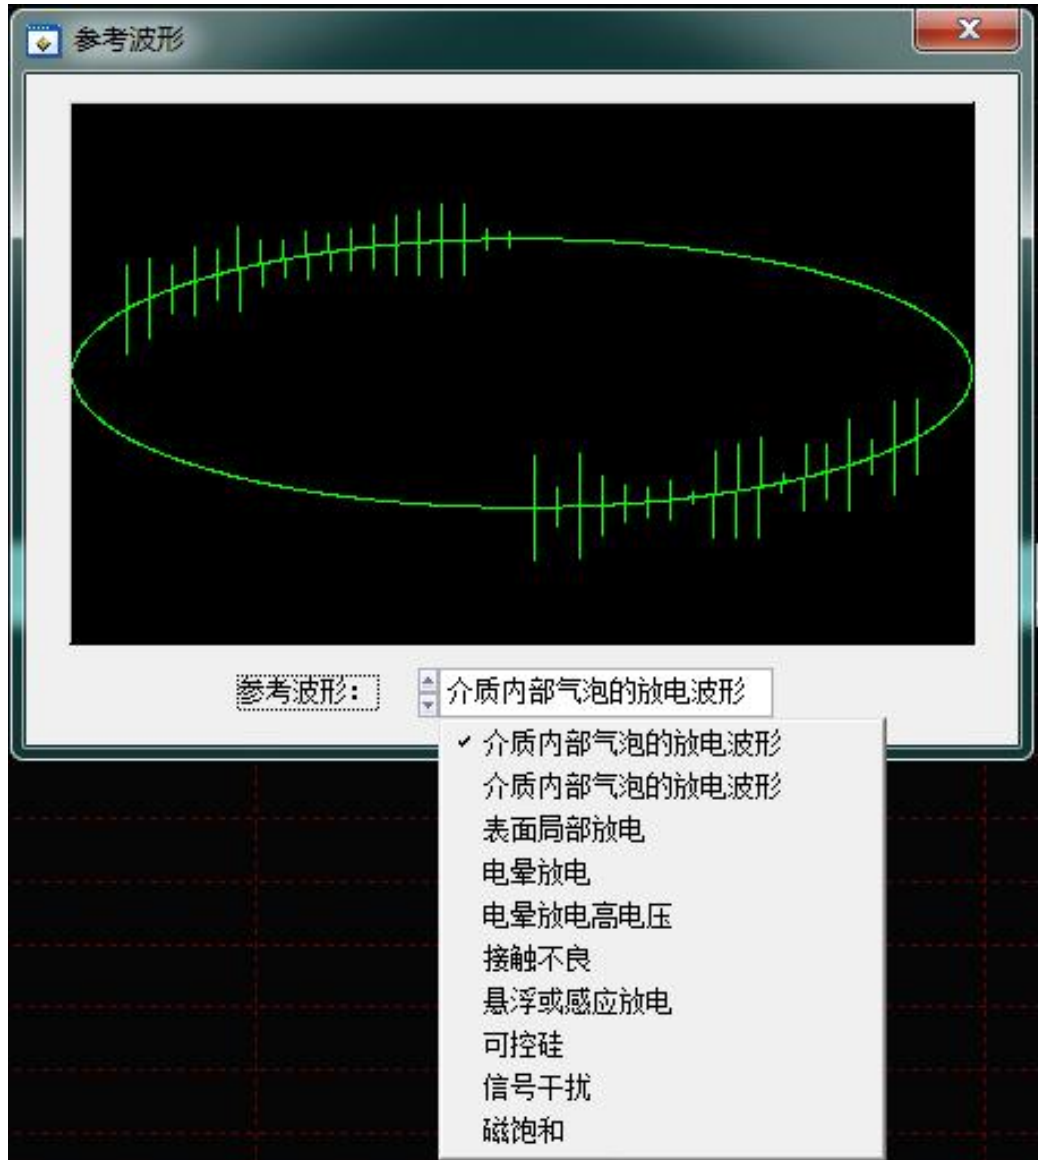 参考波形
参考波形： 介质内部气泡的放电波形
介质内部气泡的放电波形
介质内部气泡的放电波形
表面局部放电
电晕放电
电晕放电高电压
接触不良
悬浮或感应放电
可控硅
信号干扰
磁饱和